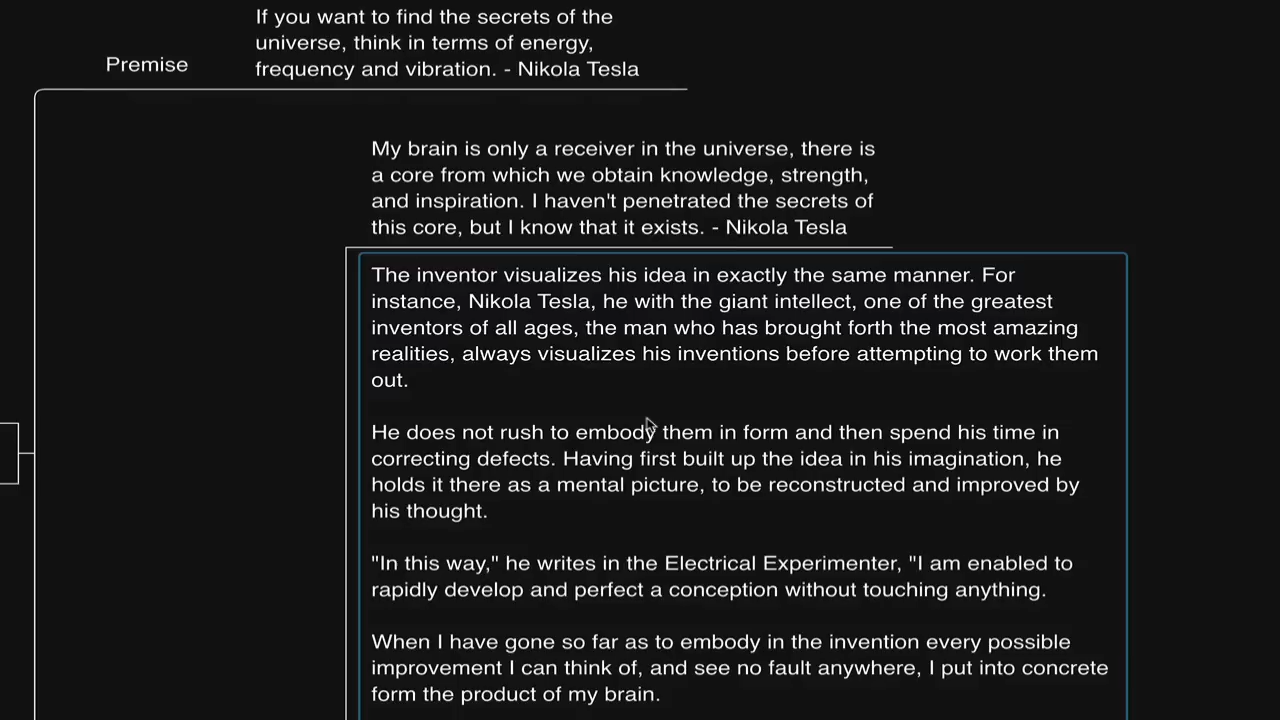 If you want to find the secrets of the
universe, think in terms of energy,
frequency and vibration. - Nikola Tesla
Premise
My brain is only a receiver in the universe, there is
a core from which we obtain knowledge, strength,
and inspiration. I haven't penetrated the secrets of
this core, but I know that it exists. - Nikola Tesla
The inventor visualizes his idea in exactly the same manner. For
instance, Nikola Tesla, he with the giant intellect, one of the greatest
inventors of all ages, the man who has brought forth the most amazing
realities, always visualizes his inventions before attempting to work them
out.
He does not rush to embody them in form and then spend his time in
correcting defects. Having first built up the idea in his imagination, he
holds it there as a mental picture, to be reconstructed and improved by
his thought.
"In this way," he writes in the Electrical Experimenter, "I am enabled to
rapidly develop and perfect a conception without touching anything.
When I have gone so far as to embody in the invention every possible
improvement I can think of, and see no fault anywhere, I put into concrete
form the product of my brain.